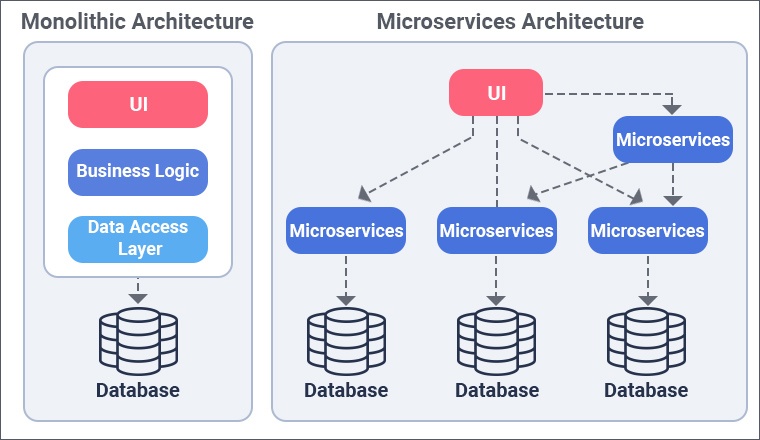 Monolithic Architecture
UI
Business Logic
Data Access
Layer
Database
Microservices Architecture
UI
Microservices
Microservices
Microservices
Microservices
Database
Database
Database